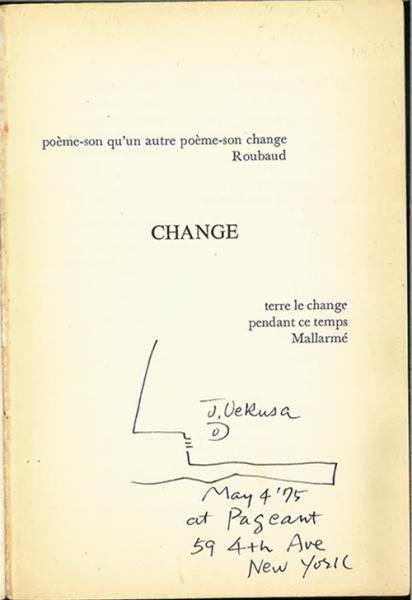 poème-son qu'un autre poème-son change
Roubaud
CHANGE
terre le change
pendant ce temps
Mallarmé
J. Uekusa
May 4 '75
at Pageant
59 4th Ave
New York